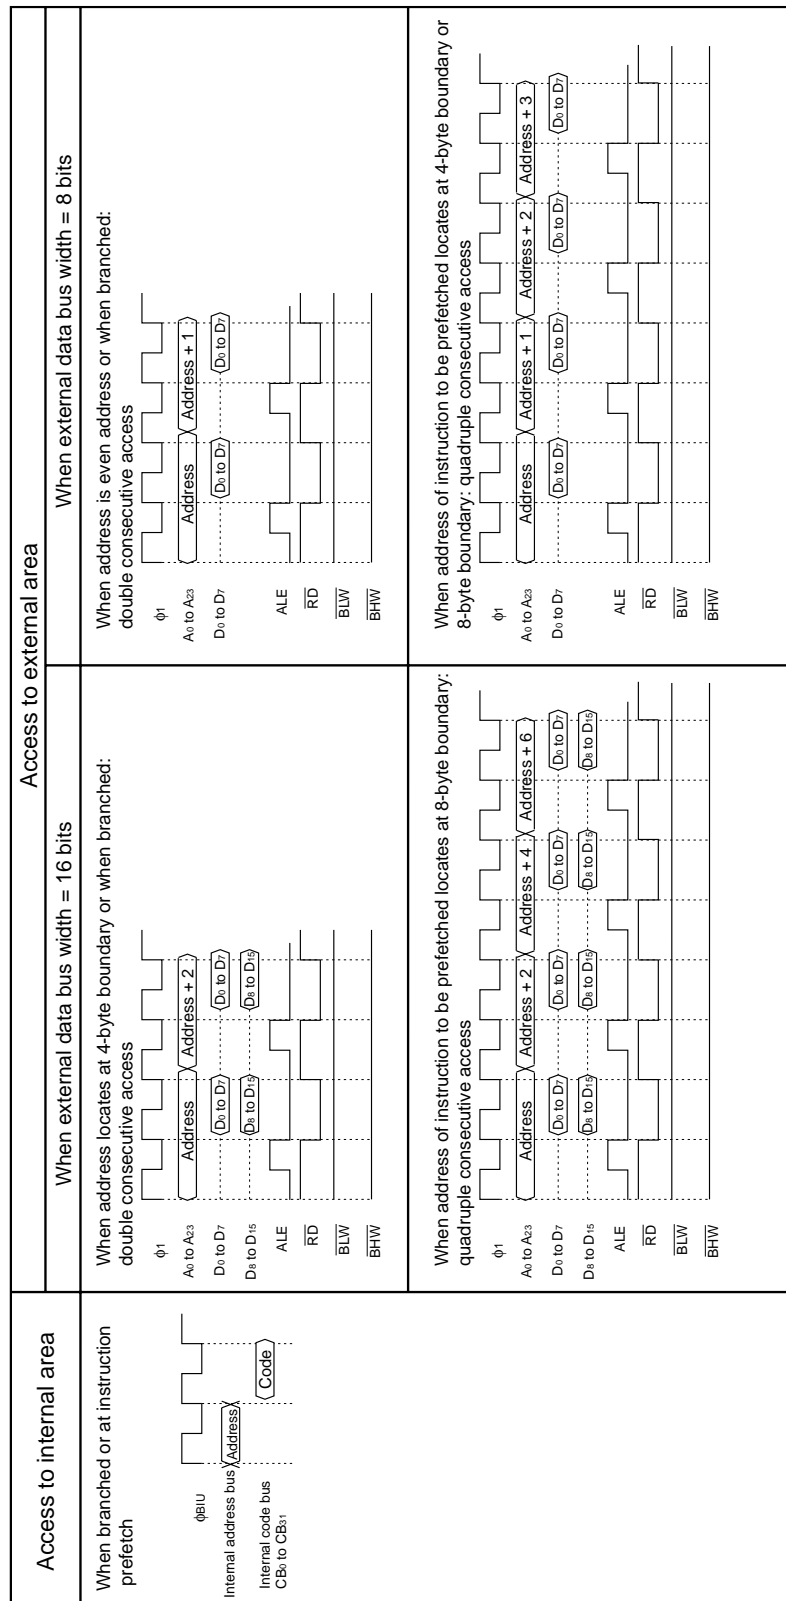 Access to internal area
Access to external area
When external data bus width = 16 bits
When external data bus width = 8 bits
When branched or at instruction
prefetch
φBIU
Internal address bus
Address
Internal code bus
CB0 to CB31
Code
When address locates at 4-byte boundary or when branched:
double consecutive access
φ1
A0 to A23
Address
Address + 2
D0 to D7
D0 to D7
D0 to D7
D8 to D15
D8 to D15
D8 to D15
ALE
RD
BLW
BHW
When address is even address or when branched:
double consecutive access
φ1
A0 to A23
Address
Address + 1
D0 to D7
D0 to D7
D0 to D7
ALE
RD
BLW
BHW
When address of instruction to be prefetched locates at 8-byte boundary:
quadruple consecutive access
φ1
A0 to A23
Address
Address + 2
Address + 4
Address + 6
D0 to D7
D0 to D7
D0 to D7
D0 to D7
D0 to D7
D8 to D15
D8 to D15
D8 to D15
D8 to D15
D8 to D15
ALE
RD
BLW
BHW
When address of instruction to be prefetched locates at 4-byte boundary or
8-byte boundary: quadruple consecutive access
φ1
A0 to A23
Address
Address + 1
Address + 2
Address + 3
D0 to D7
D0 to D7
D0 to D7
D0 to D7
D0 to D7
ALE
RD
BLW
BHW